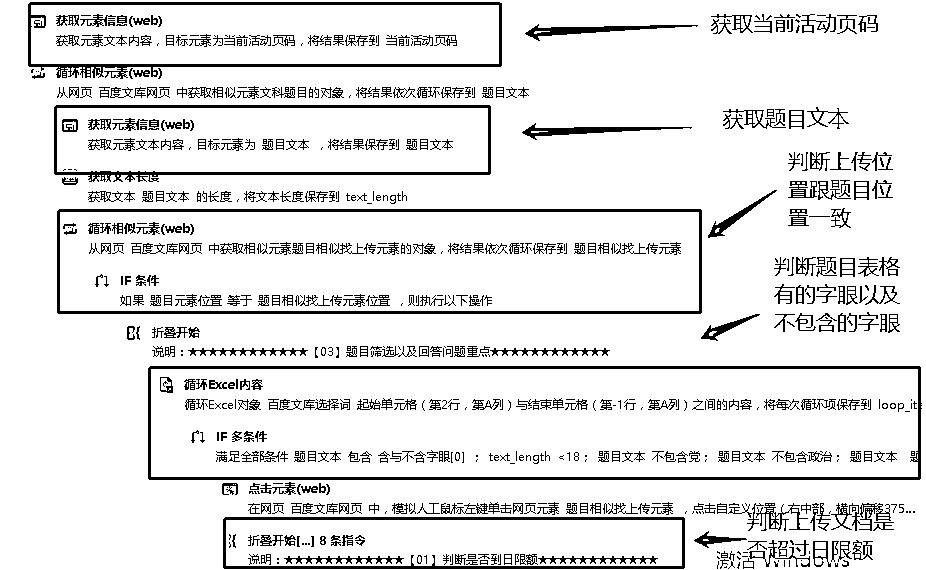 获取元素信息(web)
获取元素文本内容，目标元素为当前活动页码，将结果保存到 当前活动页码
获取当前活动页码
循环相似元素(web)
从网页 百度文库网页 中获取相似元素文科题目的对象，将结果依次循环保存到 题目文本
获取元素信息(web)
获取元素文本内容，目标元素为 题目文本 ，将结果保存到 题目文本
获取题目文本
获取文本长度
获取文本 题目文本 的长度，将文本长度保存到 text_length
判断上传位
置跟题目位
置一致
循环相似元素(web)
从网页 百度文库网页 中获取相似元素题目相似找上传元素的对象，将结果依次循环保存到 题目相似找上传元素
IF 条件
如果 题目元素位置 等于 题目相似找上传元素位置 ，则执行以下操作
判断题目表格
有的字眼以及
不包含的字眼
折叠开始
说明：★★★★★★★★★★★★【03】题目筛选以及回答问题重点★★★★★★★★★★★★
循环Excel内容
循环Excel对象 百度文库选择词 起始单元格（第2行，第A列）与结束单元格（第-1行，第A列）之间的内容，将每次循环项保存到 loop_ite
IF 多条件
满足全部条件 题目文本 包含 含与不含字眼[0] ； text_length <18； 题目文本 不包含党； 题目文本 不包含政治； 题目文本
点击元素(web)
在网页 百度文库网页 中，模拟人工鼠标左键单击网页元素 题目相似找上传元素 ，点击自定义位置（右中部，横向偏移375...
折叠开始[...] 8 条指令
说明：★★★★★★★★★★★★【01】判断是否到日限额★★★★★★★★★★★★
判断上传文档是
否超过日限额
激活 Windows